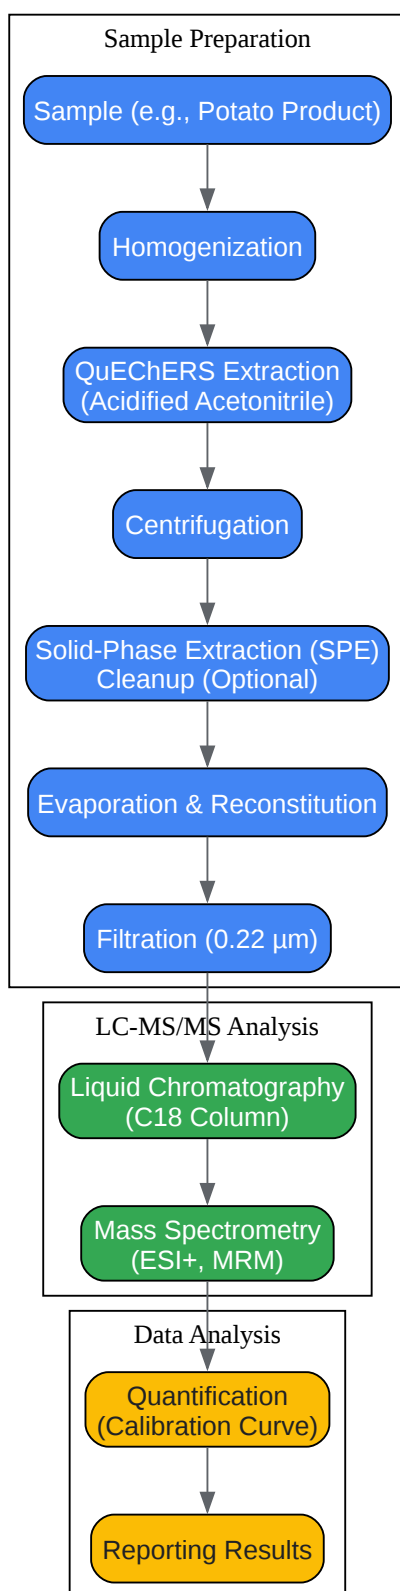 Sample Preparation
Sample (e.g., Potato Product)
Homogenization
QuEChERS Extraction
(Acidified Acetonitrile)
Centrifugation
Solid-Phase Extraction (SPE)
Cleanup (Optional)
Evaporation & Reconstitution
Filtration (0.22 µm)
LC-MS/MS Analysis
Liquid Chromatography
(C18 Column)
Mass Spectrometry
(ESI+, MRM)
Data Analysis
Quantification
(Calibration Curve)
Reporting Results